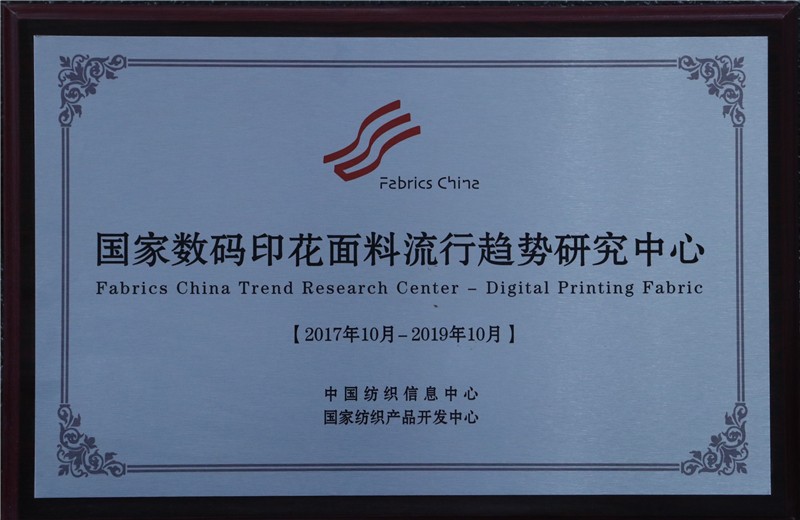 Fabrics China
国家数码印花面料流行趋势研究中心
Fabrics China Trend Research Center - Digital Printing Fabric
【2017年10月-2019年10月】
中国纺织信息中心
国家纺织产品开发中心